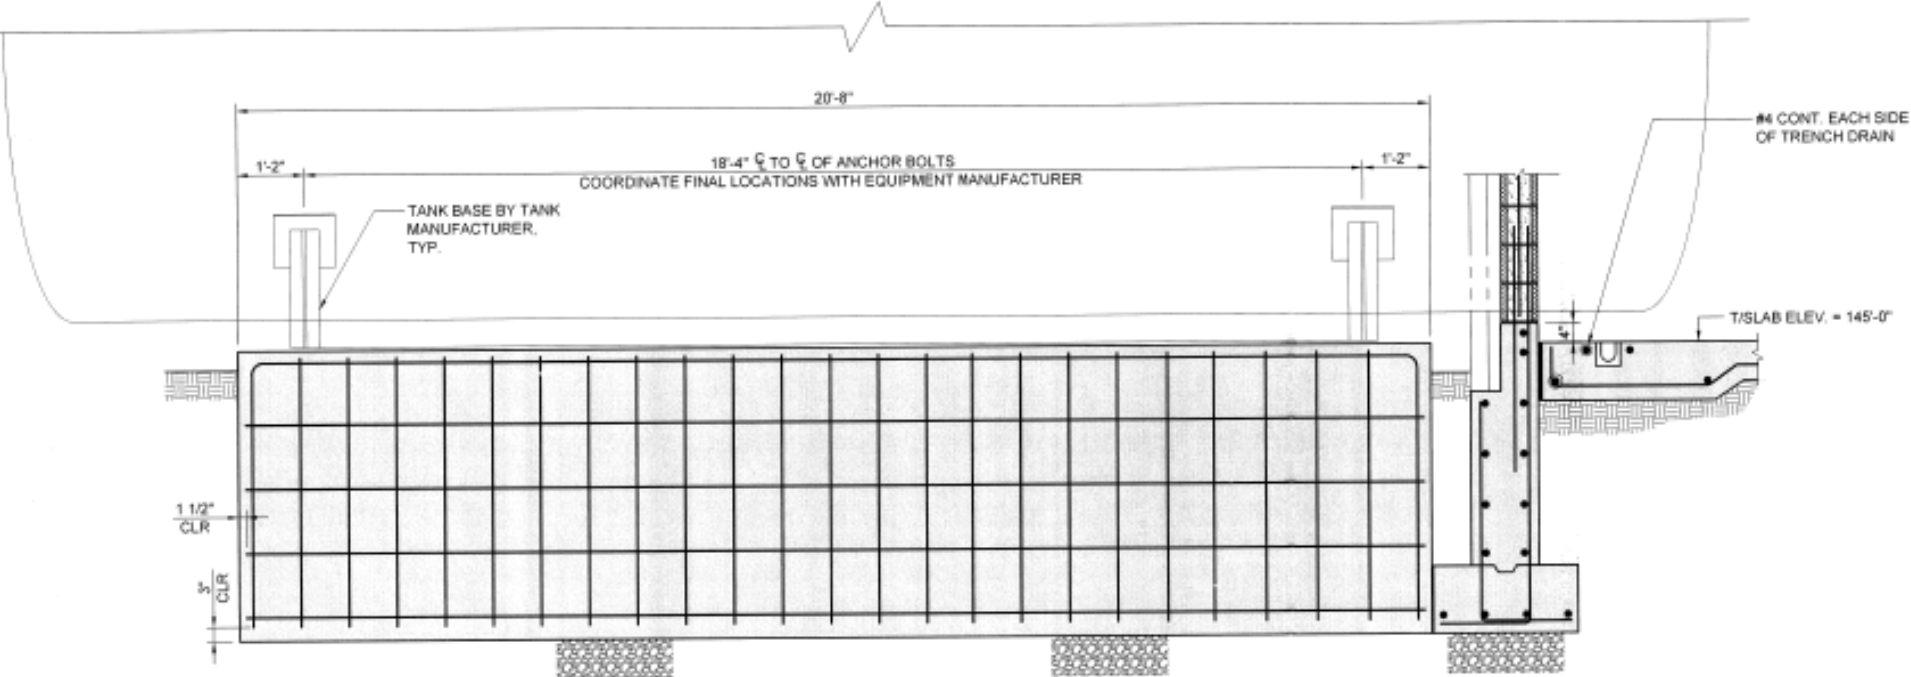 20'-8"
#4 CONT. EACH SIDE
OF TRENCH DRAIN
1'-2"
18'-4" ℄ TO ℄ OF ANCHOR BOLTS
1'-2"
COORDINATE FINAL LOCATIONS WITH EQUIPMENT MANUFACTURER
TANK BASE BY TANK
MANUFACTURER,
TYP.
T/SLAB ELEV. = 145'-0"
4"
1 1/2"
CLR
3"
CLR